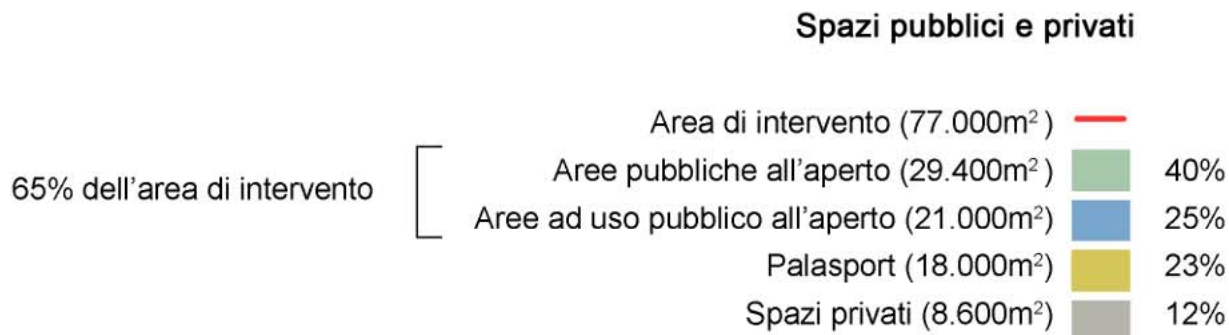 Spazi pubblici e privati
Area di intervento (77.000m²)
65% dell'area di intervento
Aree pubbliche all'aperto (29.400m²) 40%
Aree ad uso pubblico all'aperto (21.000m²) 25%
Palasport (18.000m²) 23%
Spazi privati (8.600m²) 12%